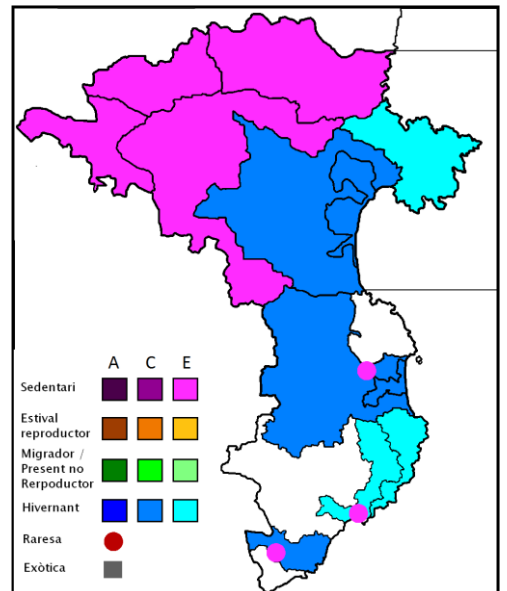 A C E
Sedentari
Estival
reproductor
Migrador /
Present no
Rerpoductor
Hivernant
Raresa
Exòtica